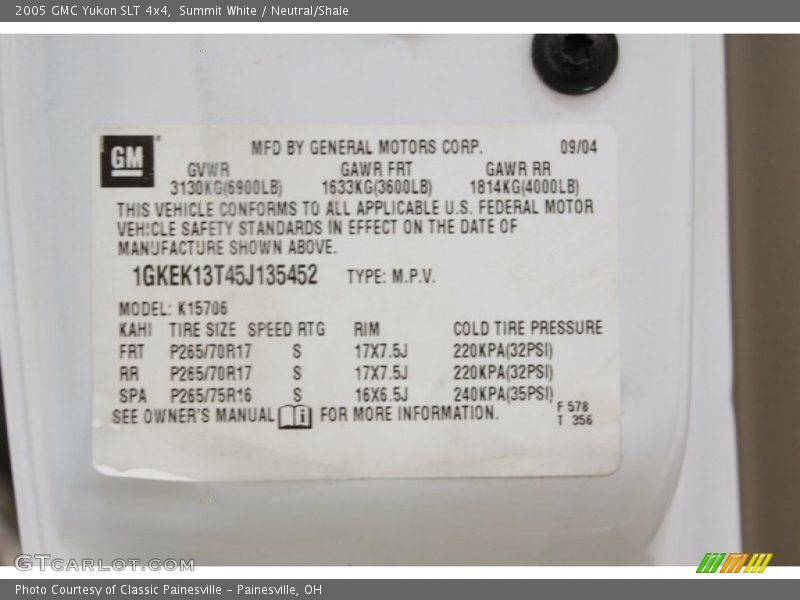 2005 GMC Yukon SLT 4x4, Summit White / Neutral/Shale
GM
MFD BY GENERAL MOTORS CORP. 09/04
GVWR GAWR FRT GAWR RR
3130KG(6900LB) 1633KG(3600LB) 1814KG(4000LB)
THIS VEHICLE CONFORMS TO ALL APPLICABLE U.S. FEDERAL MOTOR
VEHICLE SAFETY STANDARDS IN EFFECT ON THE DATE OF
MANUFACTURE SHOWN ABOVE.
1GKEK13T45J135452 TYPE: M.P.V.
MODEL: K15706
KAHI TIRE SIZE SPEED RTG RIM COLD TIRE PRESSURE
FRT P265/70R17 S 17X7.5J 220KPA(32PSI)
RR P265/70R17 S 17X7.5J 220KPA(32PSI)
SPA P265/75R16 S 16X6.5J 240KPA(35PSI)
SEE OWNER'S MANUAL i FOR MORE INFORMATION.
F 578
T 356
GTCARLOT.COM
Photo Courtesy of Classic Painesville - Painesville, OH